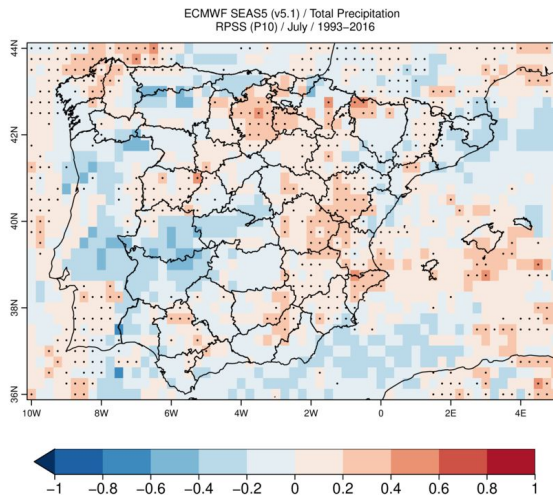 ECMWF SEAS5 (v5.1) / Total Precipitation
RPSS (P10) / July / 1993−2016
44N
42N
40N
38N
36N
10W 8W 6W 4W 2W 0 2E 4E
−1 −0.8 −0.6 −0.4 −0.2 0 0.2 0.4 0.6 0.8 1